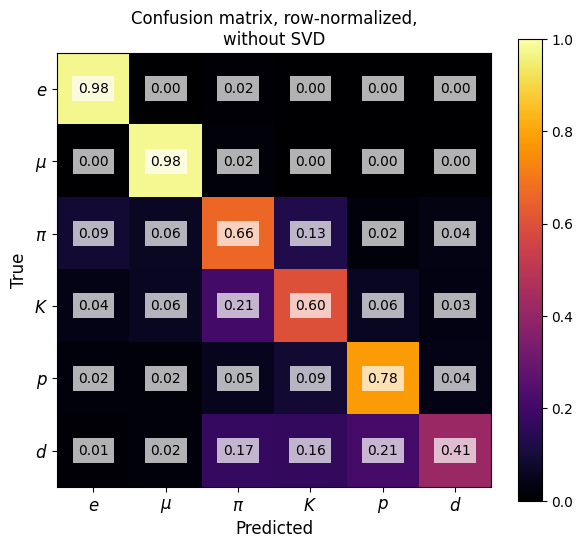 Confusion matrix, row-normalized,
without SVD
e 0.98 0.00 0.02 0.00 0.00 0.00
μ 0.00 0.98 0.02 0.00 0.00 0.00
π 0.09 0.06 0.66 0.13 0.02 0.04
K 0.04 0.06 0.21 0.60 0.06 0.03
p 0.02 0.02 0.05 0.09 0.78 0.04
d 0.01 0.02 0.17 0.16 0.21 0.41
e μ π K p d
True
Predicted
1.0
0.8
0.6
0.4
0.2
0.0